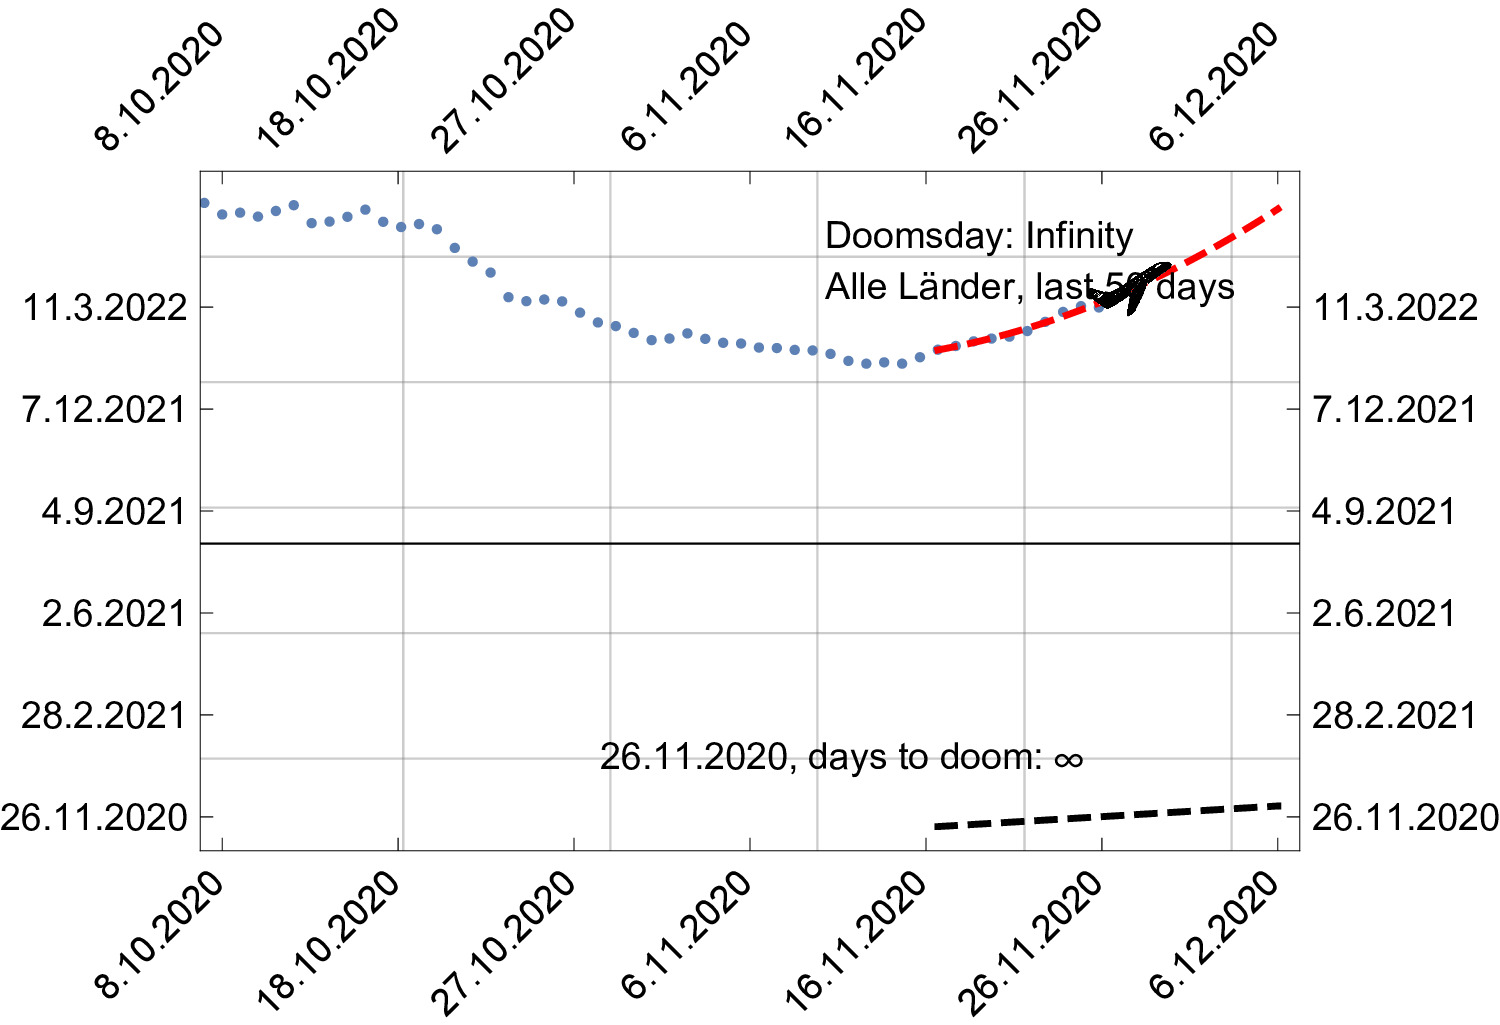 8.10.2020 18.10.2020 27.10.2020 6.11.2020 16.11.2020 26.11.2020 6.12.2020
Doomsday: Infinity
Alle Länder, last 50 days
11.3.2022 11.3.2022
7.12.2021 7.12.2021
4.9.2021 4.9.2021
2.6.2021 2.6.2021
28.2.2021 28.2.2021
26.11.2020, days to doom: ∞
26.11.2020 26.11.2020
8.10.2020 18.10.2020 27.10.2020 6.11.2020 16.11.2020 26.11.2020 6.12.2020